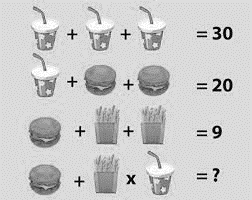 + + = 30
+ + = 20
+ + = 9
+ x = ?